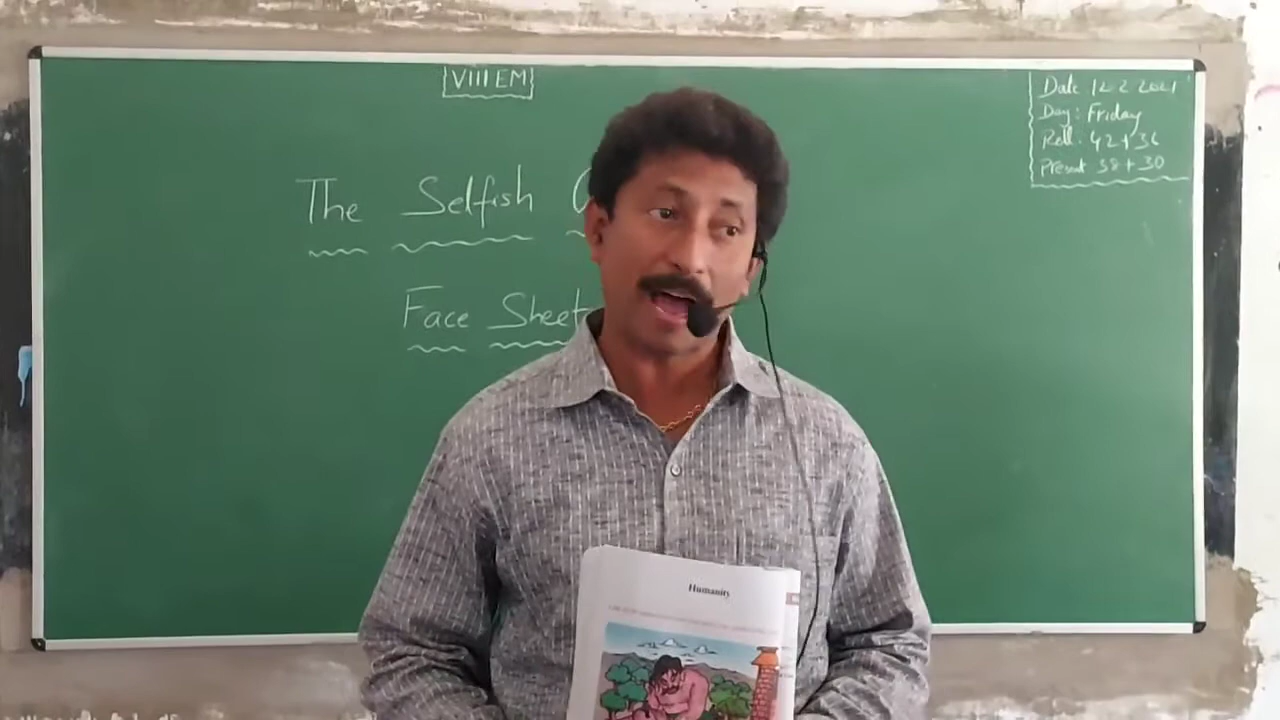 VIII EM
Date 12 2 2021
Day: Friday
Roll. 42+36
Present 38+30
The Selfish
Face Sheet
Humanity